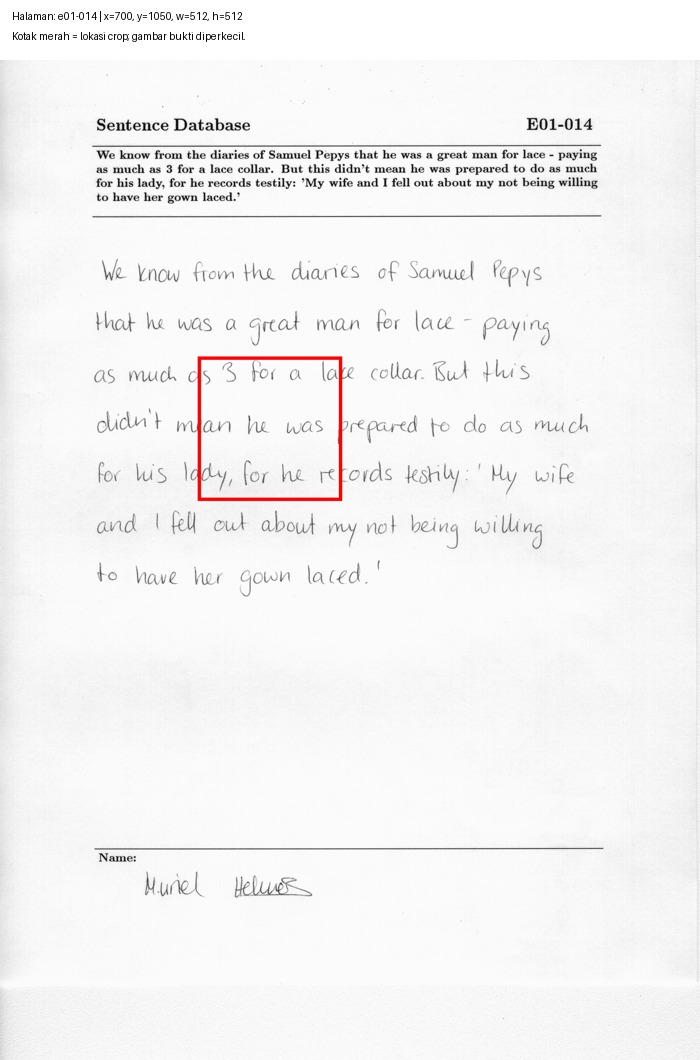 Halaman: e01-014 | x=700, y=1050, w=512, h=512
Kotak merah = lokasi crop; gambar bukti diperkecil.
Sentence Database E01-014
We know from the diaries of Samuel Pepys that he was a great man for lace - paying
as much as 3 for a lace collar. But this didn't mean he was prepared to do as much
for his lady, for he records testily: 'My wife and I fell out about my not being willing
to have her gown laced.'
We know from the diaries of Samuel Pepys
that he was a great man for lace - paying
as much as 3 for a lace collar. But this
didn't mean he was prepared to do as much
for his lady, for he records testily: 'My wife
and I fell out about my not being willing
to have her gown laced.'
Name:
Muriel